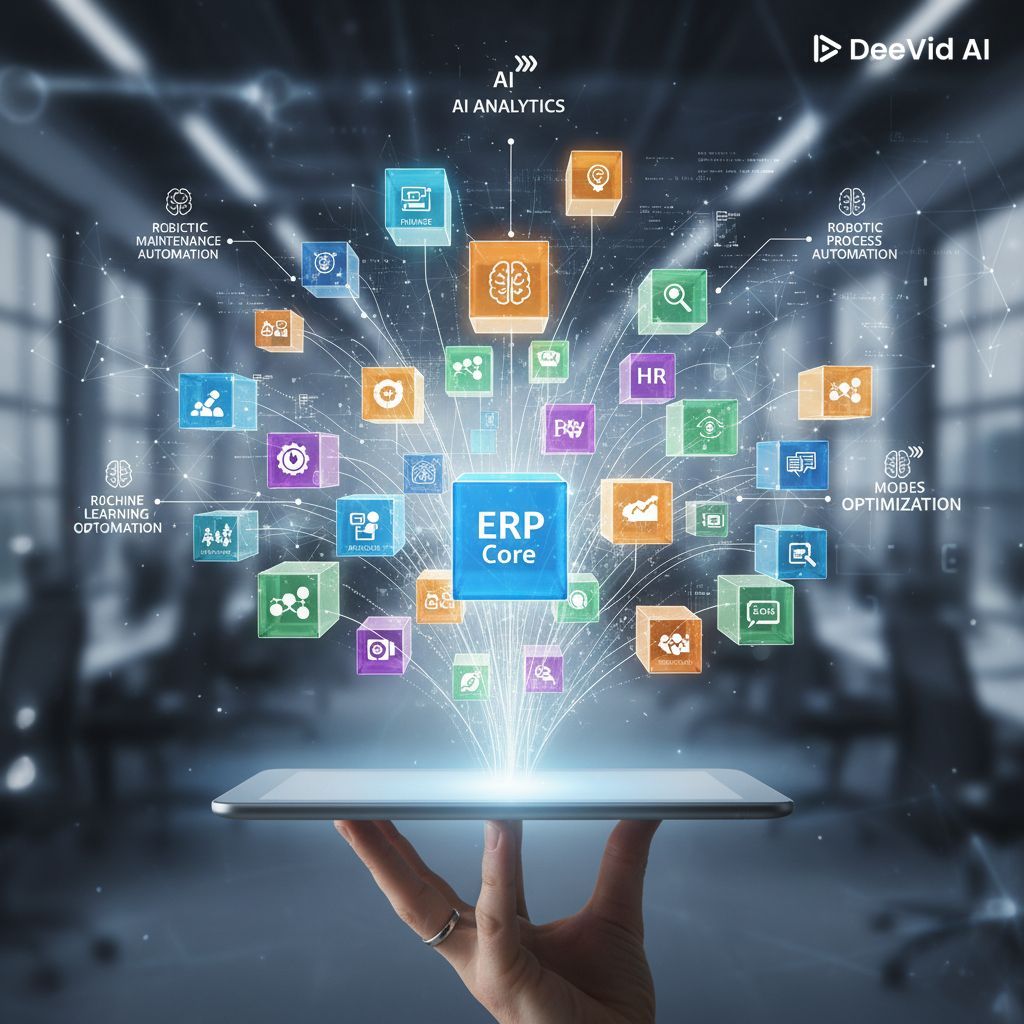 DeeVid AI
AI
AI ANALYTICS
ROBICTIC
MAINTENANCE
AUTOMATION
ROBOTIC
PROCESS
AUTOMATION
HR
ROCHINE
LEARNING
ODTOMATION
MODES
OPTIMIZATION
ERP
Core